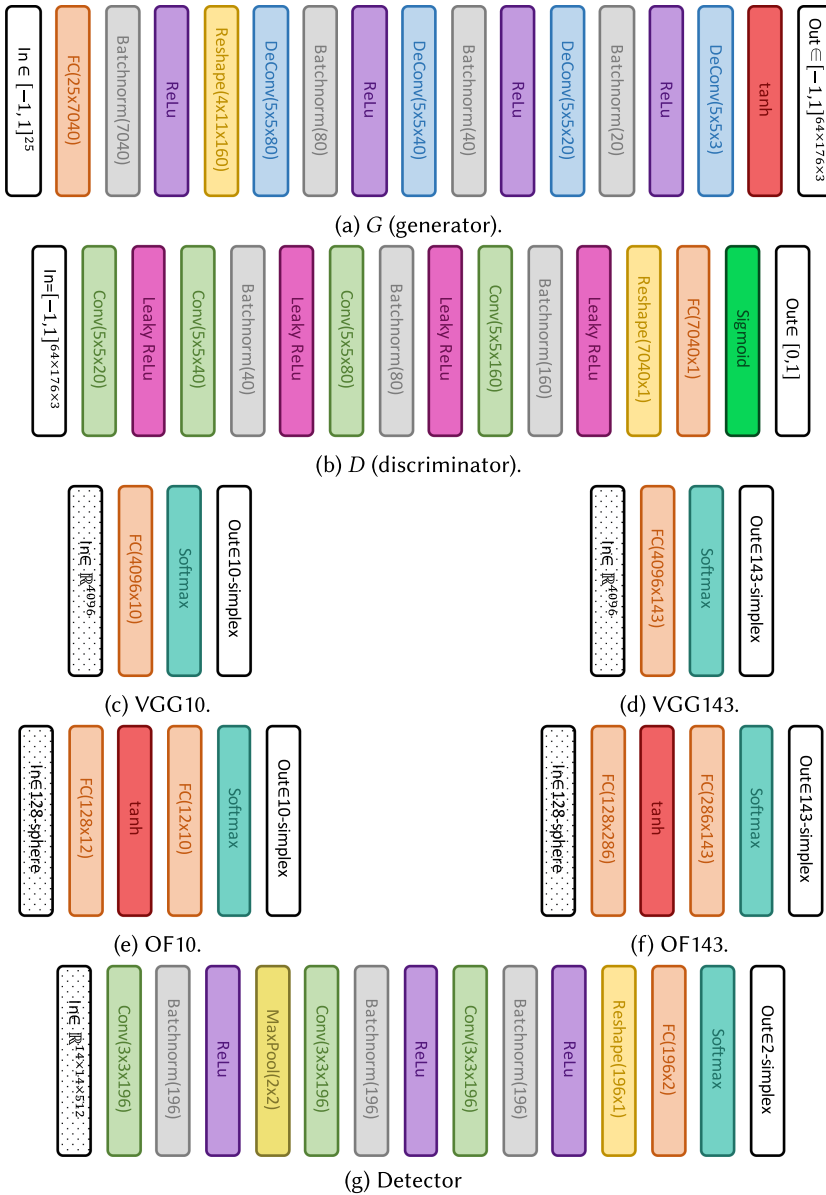 In ∈ [−1, 1]^25
FC(25x7040)
Batchnorm(7040)
ReLu
Reshape(4x11x160)
DeConv(5x5x80)
Batchnorm(80)
ReLu
DeConv(5x5x40)
Batchnorm(40)
ReLu
DeConv(5x5x20)
Batchnorm(20)
ReLu
DeConv(5x5x3)
tanh
Out ∈ [−1,1]^64×176×3
(a) G (generator).
In=[−1,1]^64×176×3
Conv(5x5x20)
Leaky ReLu
Conv(5x5x40)
Batchnorm(40)
Leaky ReLu
Conv(5x5x80)
Batchnorm(80)
Leaky ReLu
Conv(5x5x160)
Batchnorm(160)
Leaky ReLu
Reshape(7040x1)
FC(7040x1)
Sigmoid
Out∈ [0,1]
(b) D (discriminator).
In∈ ℝ^4096
FC(4096x10)
Softmax
Out∈10-simplex
(c) VGG10.
In∈ ℝ^4096
FC(4096x143)
Softmax
Out∈143-simplex
(d) VGG143.
In∈128-sphere
FC(128x12)
tanh
FC(12x10)
Softmax
Out∈10-simplex
(e) OF10.
In∈128-sphere
FC(128x286)
tanh
FC(286x143)
Softmax
Out∈143-simplex
(f) OF143.
In∈ ℝ^14×14×512
Conv(3x3x196)
Batchnorm(196)
ReLu
MaxPool(2x2)
Conv(3x3x196)
Batchnorm(196)
ReLu
Conv(3x3x196)
Batchnorm(196)
ReLu
Reshape(196x1)
FC(196x2)
Softmax
Out∈2-simplex
(g) Detector